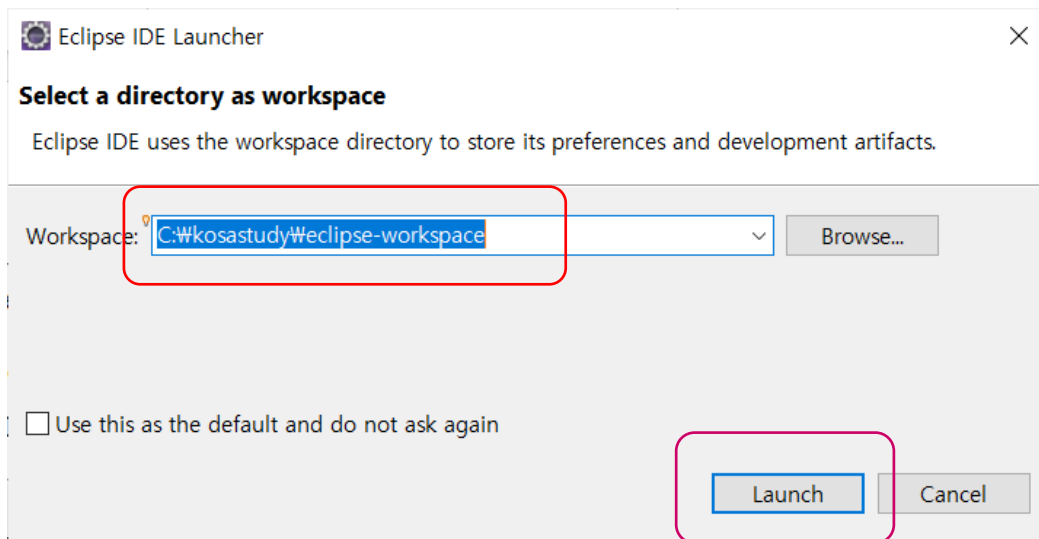 Eclipse IDE Launcher
Select a directory as workspace
Eclipse IDE uses the workspace directory to store its preferences and development artifacts.
Workspace: C:₩kosastudy₩eclipse-workspace Browse...
Use this as the default and do not ask again
Launch Cancel